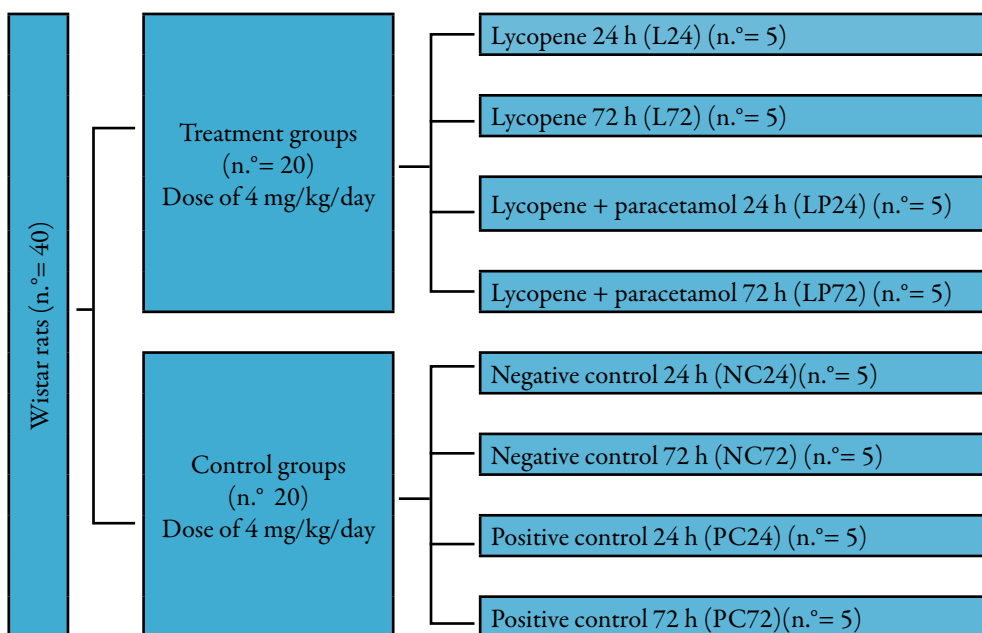 Wistar rats (n.°= 40)
Treatment groups
(n.°= 20)
Dose of 4 mg/kg/day
Lycopene 24 h (L24) (n.°= 5)
Lycopene 72 h (L72) (n.°= 5)
Lycopene + paracetamol 24 h (LP24) (n.°= 5)
Lycopene + paracetamol 72 h (LP72) (n.°= 5)
Control groups
(n.° 20)
Dose of 4 mg/kg/day
Negative control 24 h (NC24)(n.°= 5)
Negative control 72 h (NC72) (n.°= 5)
Positive control 24 h (PC24) (n.°= 5)
Positive control 72 h (PC72)(n.°= 5)